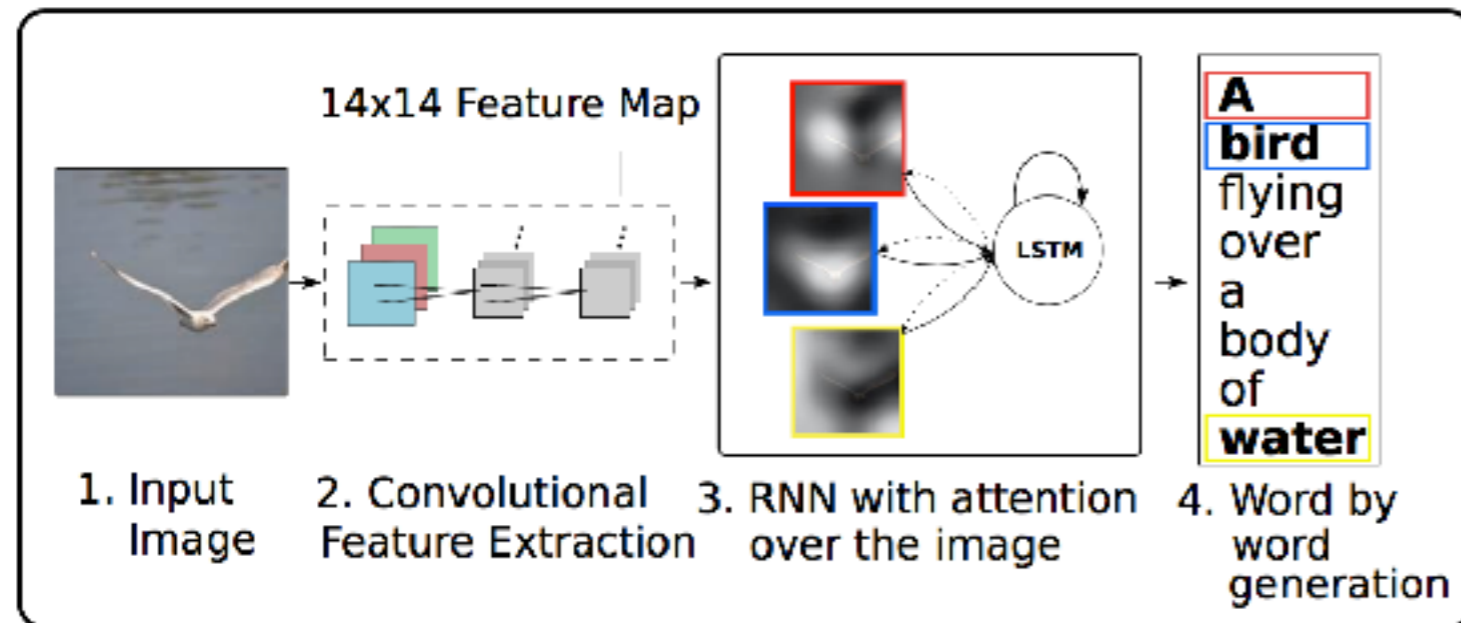 14x14 Feature Map
LSTM
A
bird
flying
over
a
body
of
water
1. Input
Image
2. Convolutional
Feature Extraction
3. RNN with attention
over the image
4. Word by
word
generation